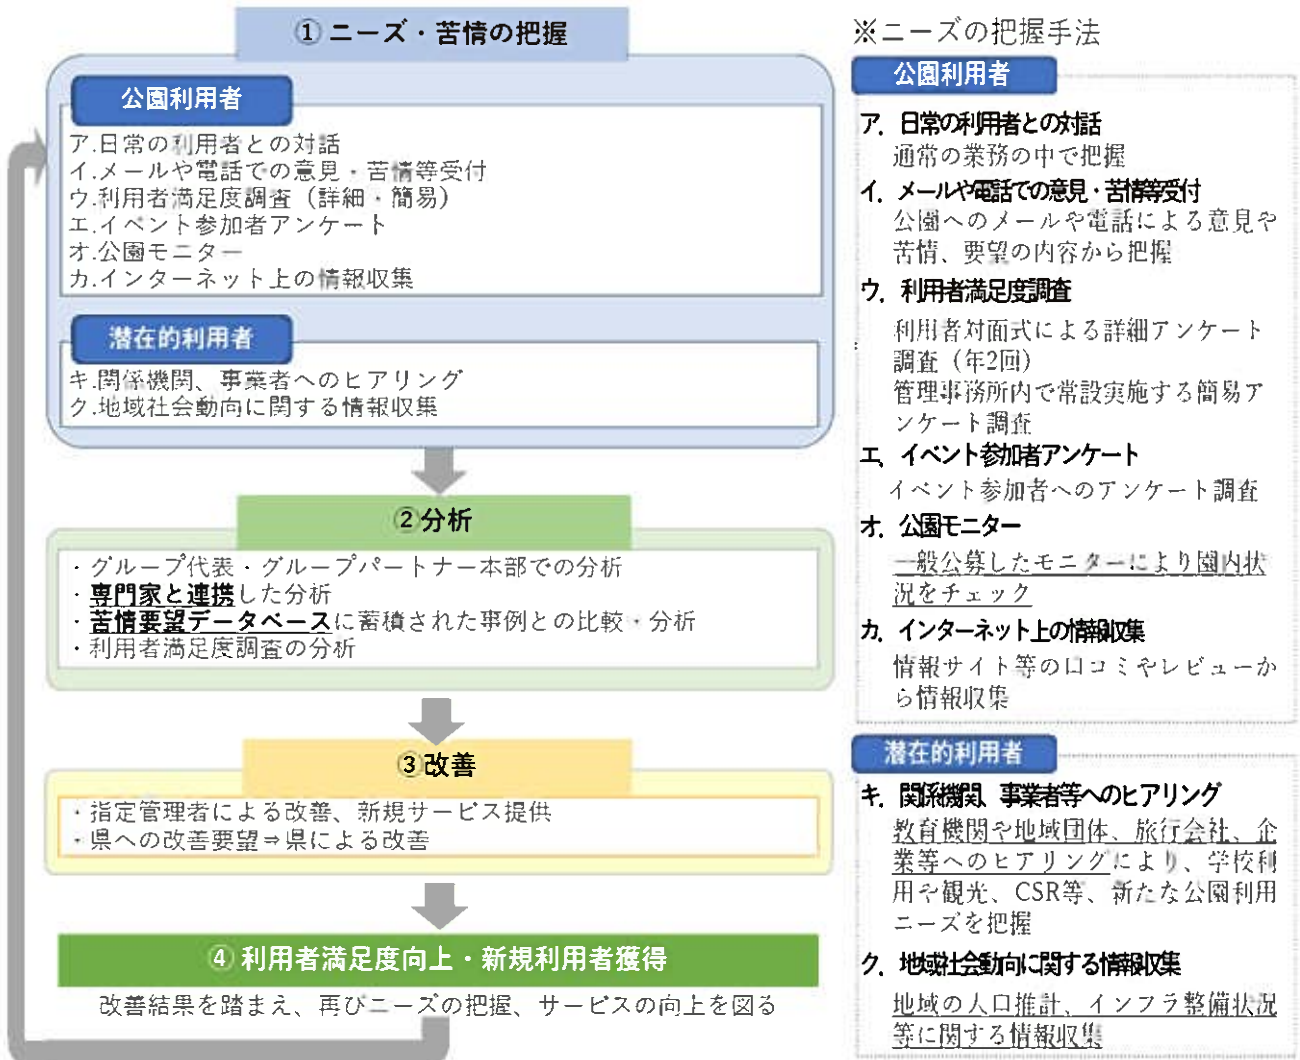 ① ニーズ・苦情の把握
公園利用者
ア.日常の利用者との対話
イ.メールや電話での意見・苦情等受付
ウ.利用者満足度調査（詳細・簡易）
エ.イベント参加者アンケート
オ.公園モニター
カ.インターネット上の情報収集
潜在的利用者
キ.関係機関、事業者へのヒアリング
ク.地域社会動向に関する情報収集
②分析
・グループ代表・グループパートナー本部での分析
・専門家と連携した分析
・苦情要望データベースに蓄積された事例との比較・分析
・利用者満足度調査の分析
③改善
・指定管理者による改善、新規サービス提供
・県への改善要望⇒県による改善
④ 利用者満足度向上・新規利用者獲得
改善結果を踏まえ、再びニーズの把握、サービスの向上を図る
※ニーズの把握手法
公園利用者
ア. 日常の利用者との対話
通常の業務の中で把握
イ. メールや電話での意見・苦情等受付
公園へのメールや電話による意見や
苦情、要望の内容から把握
ウ. 利用者満足度調査
利用者対面式による詳細アンケート
調査（年2回）
管理事務所内で常設実施する簡易ア
ンケート調査
エ. イベント参加者アンケート
イベント参加者へのアンケート調査
オ. 公園モニター
一般公募したモニターにより園内状
況をチェック
カ. インターネット上の情報収集
情報サイト等の口コミやレビューか
ら情報収集
潜在的利用者
キ. 関係機関、事業者等へのヒアリング
教育機関や地域団体、旅行会社、企
業等へのヒアリングにより、学校利
用や観光、CSR等、新たな公園利用
ニーズを把握
ク. 地域社会動向に関する情報収集
地域の人口推計、インフラ整備状況
等に関する情報収集